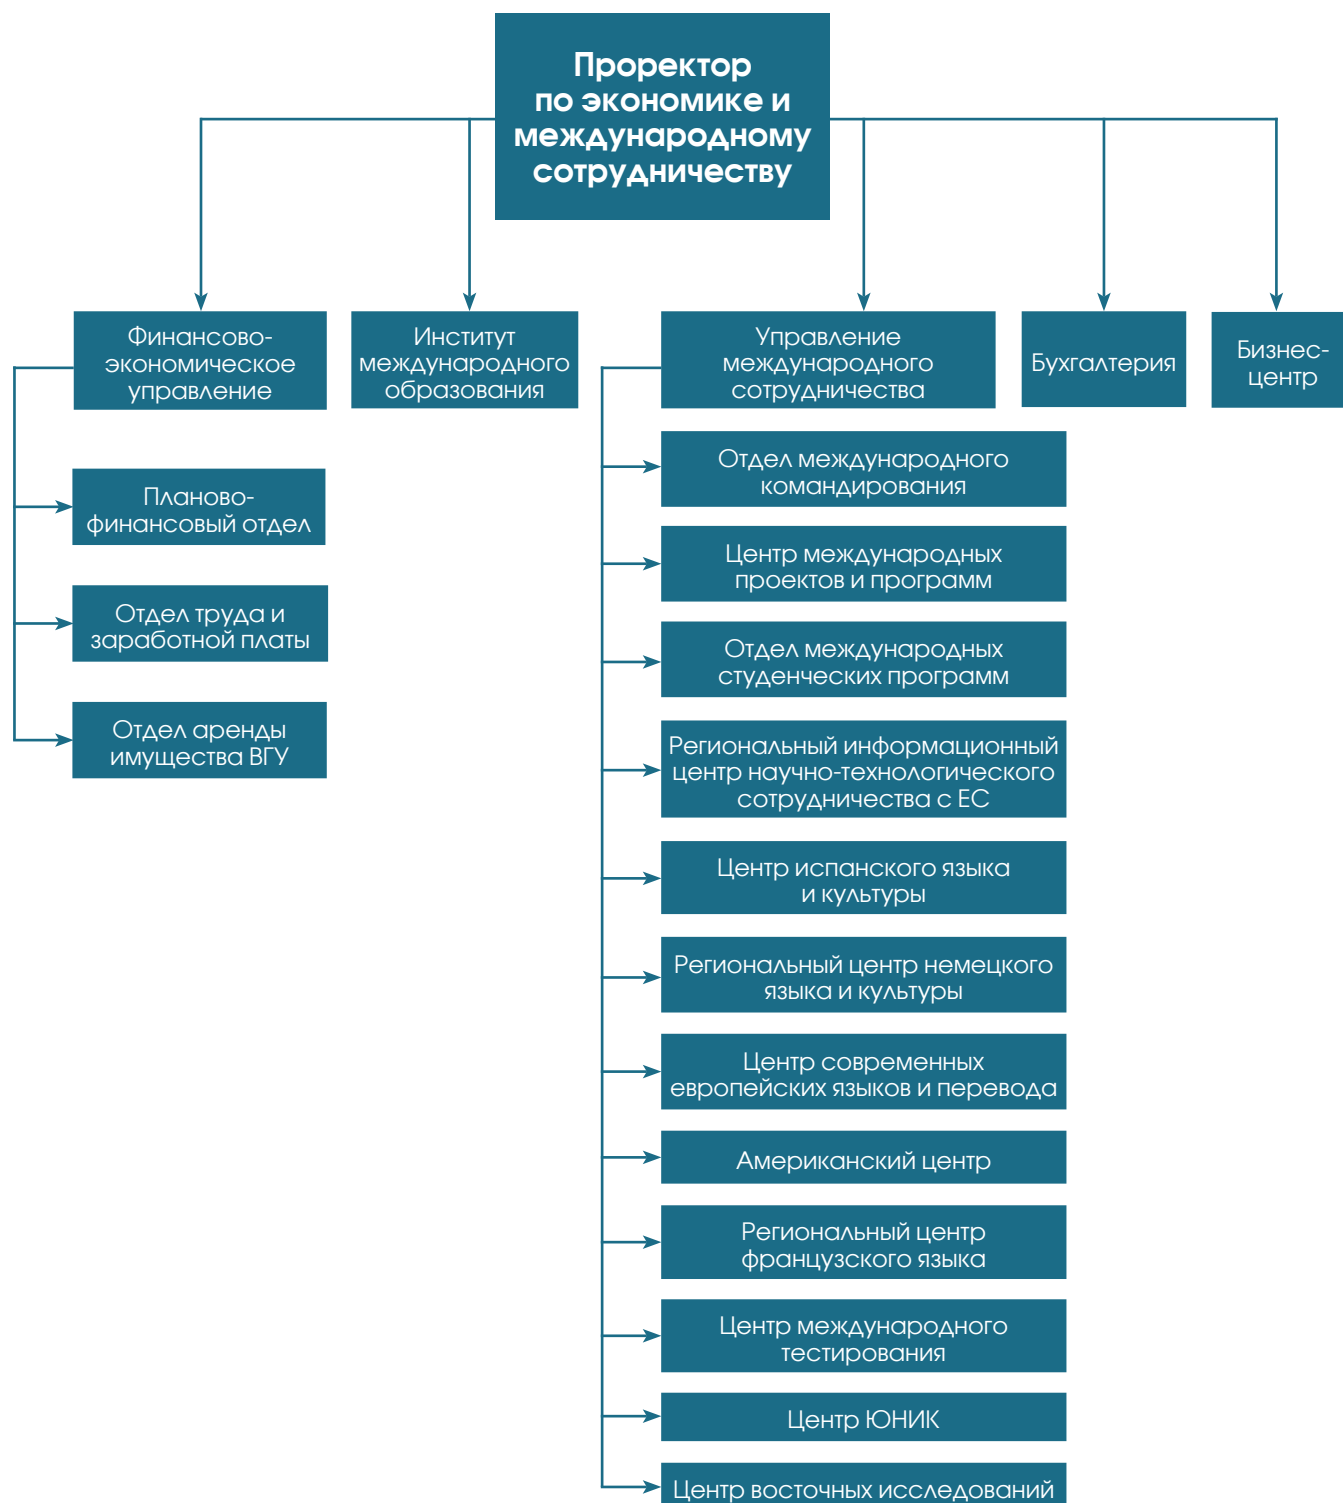 Проректор
по экономике и
международному
сотрудничеству
Финансово-
экономическое
управление
Институт
международного
образования
Управление
международного
сотрудничества
Бухгалтерия
Бизнес-
центр
Планово-
финансовый отдел
Отдел труда и
заработной платы
Отдел аренды
имущества ВГУ
Отдел международного
командирования
Центр международных
проектов и программ
Отдел международных
студенческих программ
Региональный информационный
центр научно-технологического
сотрудничества с ЕС
Центр испанского языка
и культуры
Региональный центр немецкого
языка и культуры
Центр современных
европейских языков и перевода
Американский центр
Региональный центр
французского языка
Центр международного
тестирования
Центр ЮНИК
Центр восточных исследований